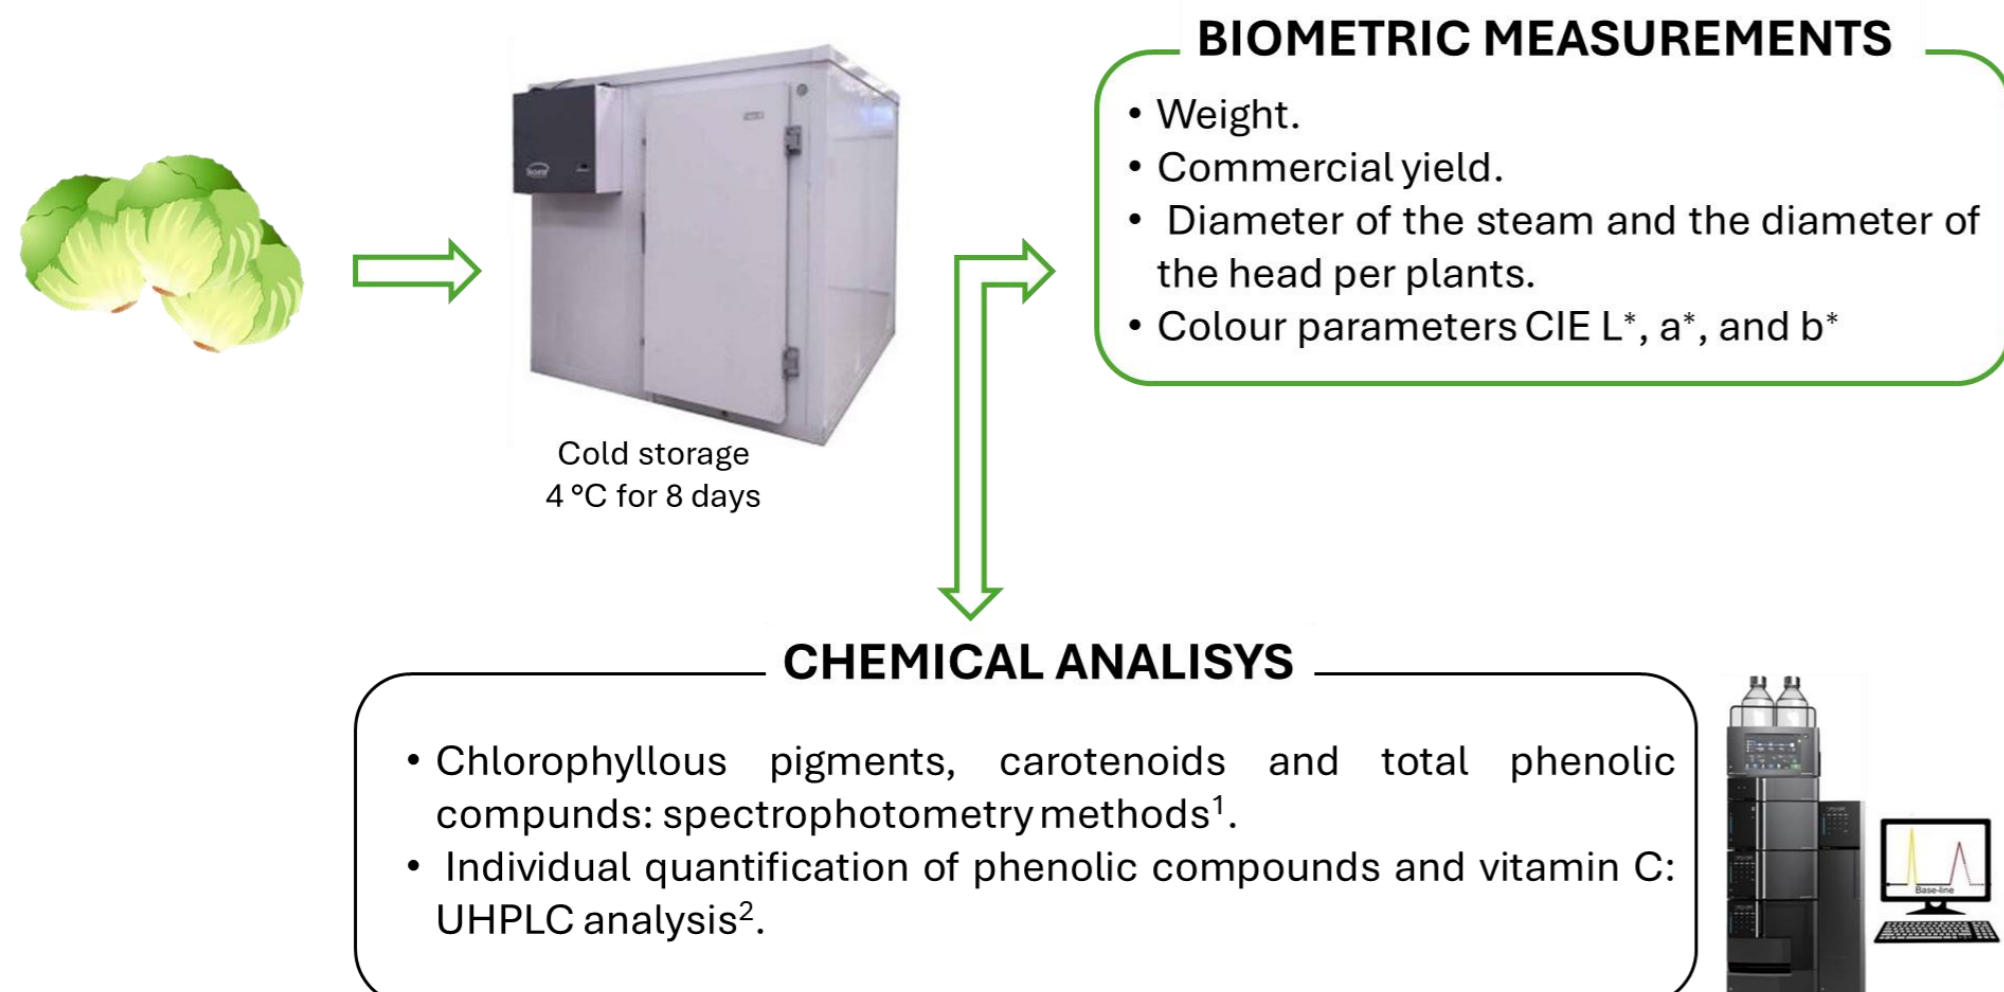 BIOMETRIC MEASUREMENTS
• Weight.
• Commercial yield.
• Diameter of the steam and the diameter of
the head per plants.
• Colour parameters CIE L*, a*, and b*
Cold storage
4 °C for 8 days
CHEMICAL ANALISYS
• Chlorophyllous pigments, carotenoids and total phenolic
compunds: spectrophotometry methods¹.
• Individual quantification of phenolic compounds and vitamin C:
UHPLC analysis².
Base-line